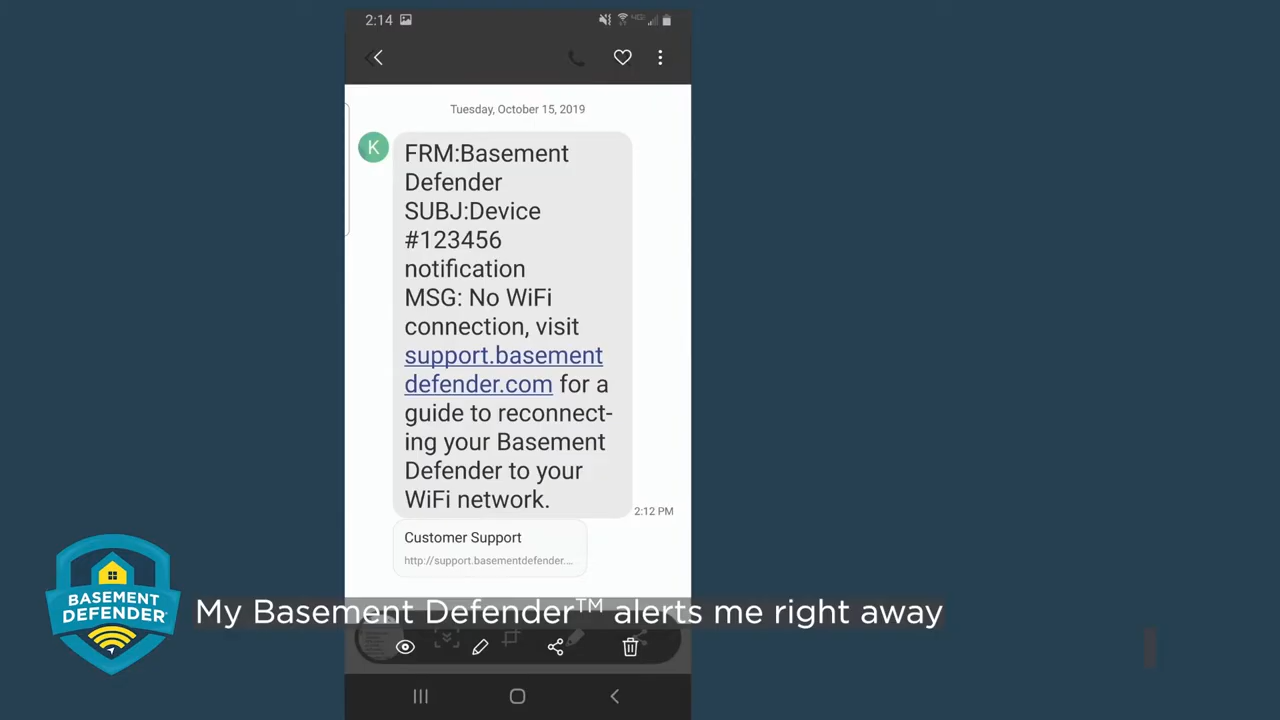 2:14
Tuesday, October 15, 2019
K
FRM:Basement
Defender
SUBJ:Device
#123456
notification
MSG: No WiFi
connection, visit
support.basement
defender.com for a
guide to reconnect-
ing your Basement
Defender to your
WiFi network.
2:12 PM
Customer Support
http://support.basementdefender...
BASEMENT
DEFENDER
My Basement Defender™ alerts me right away